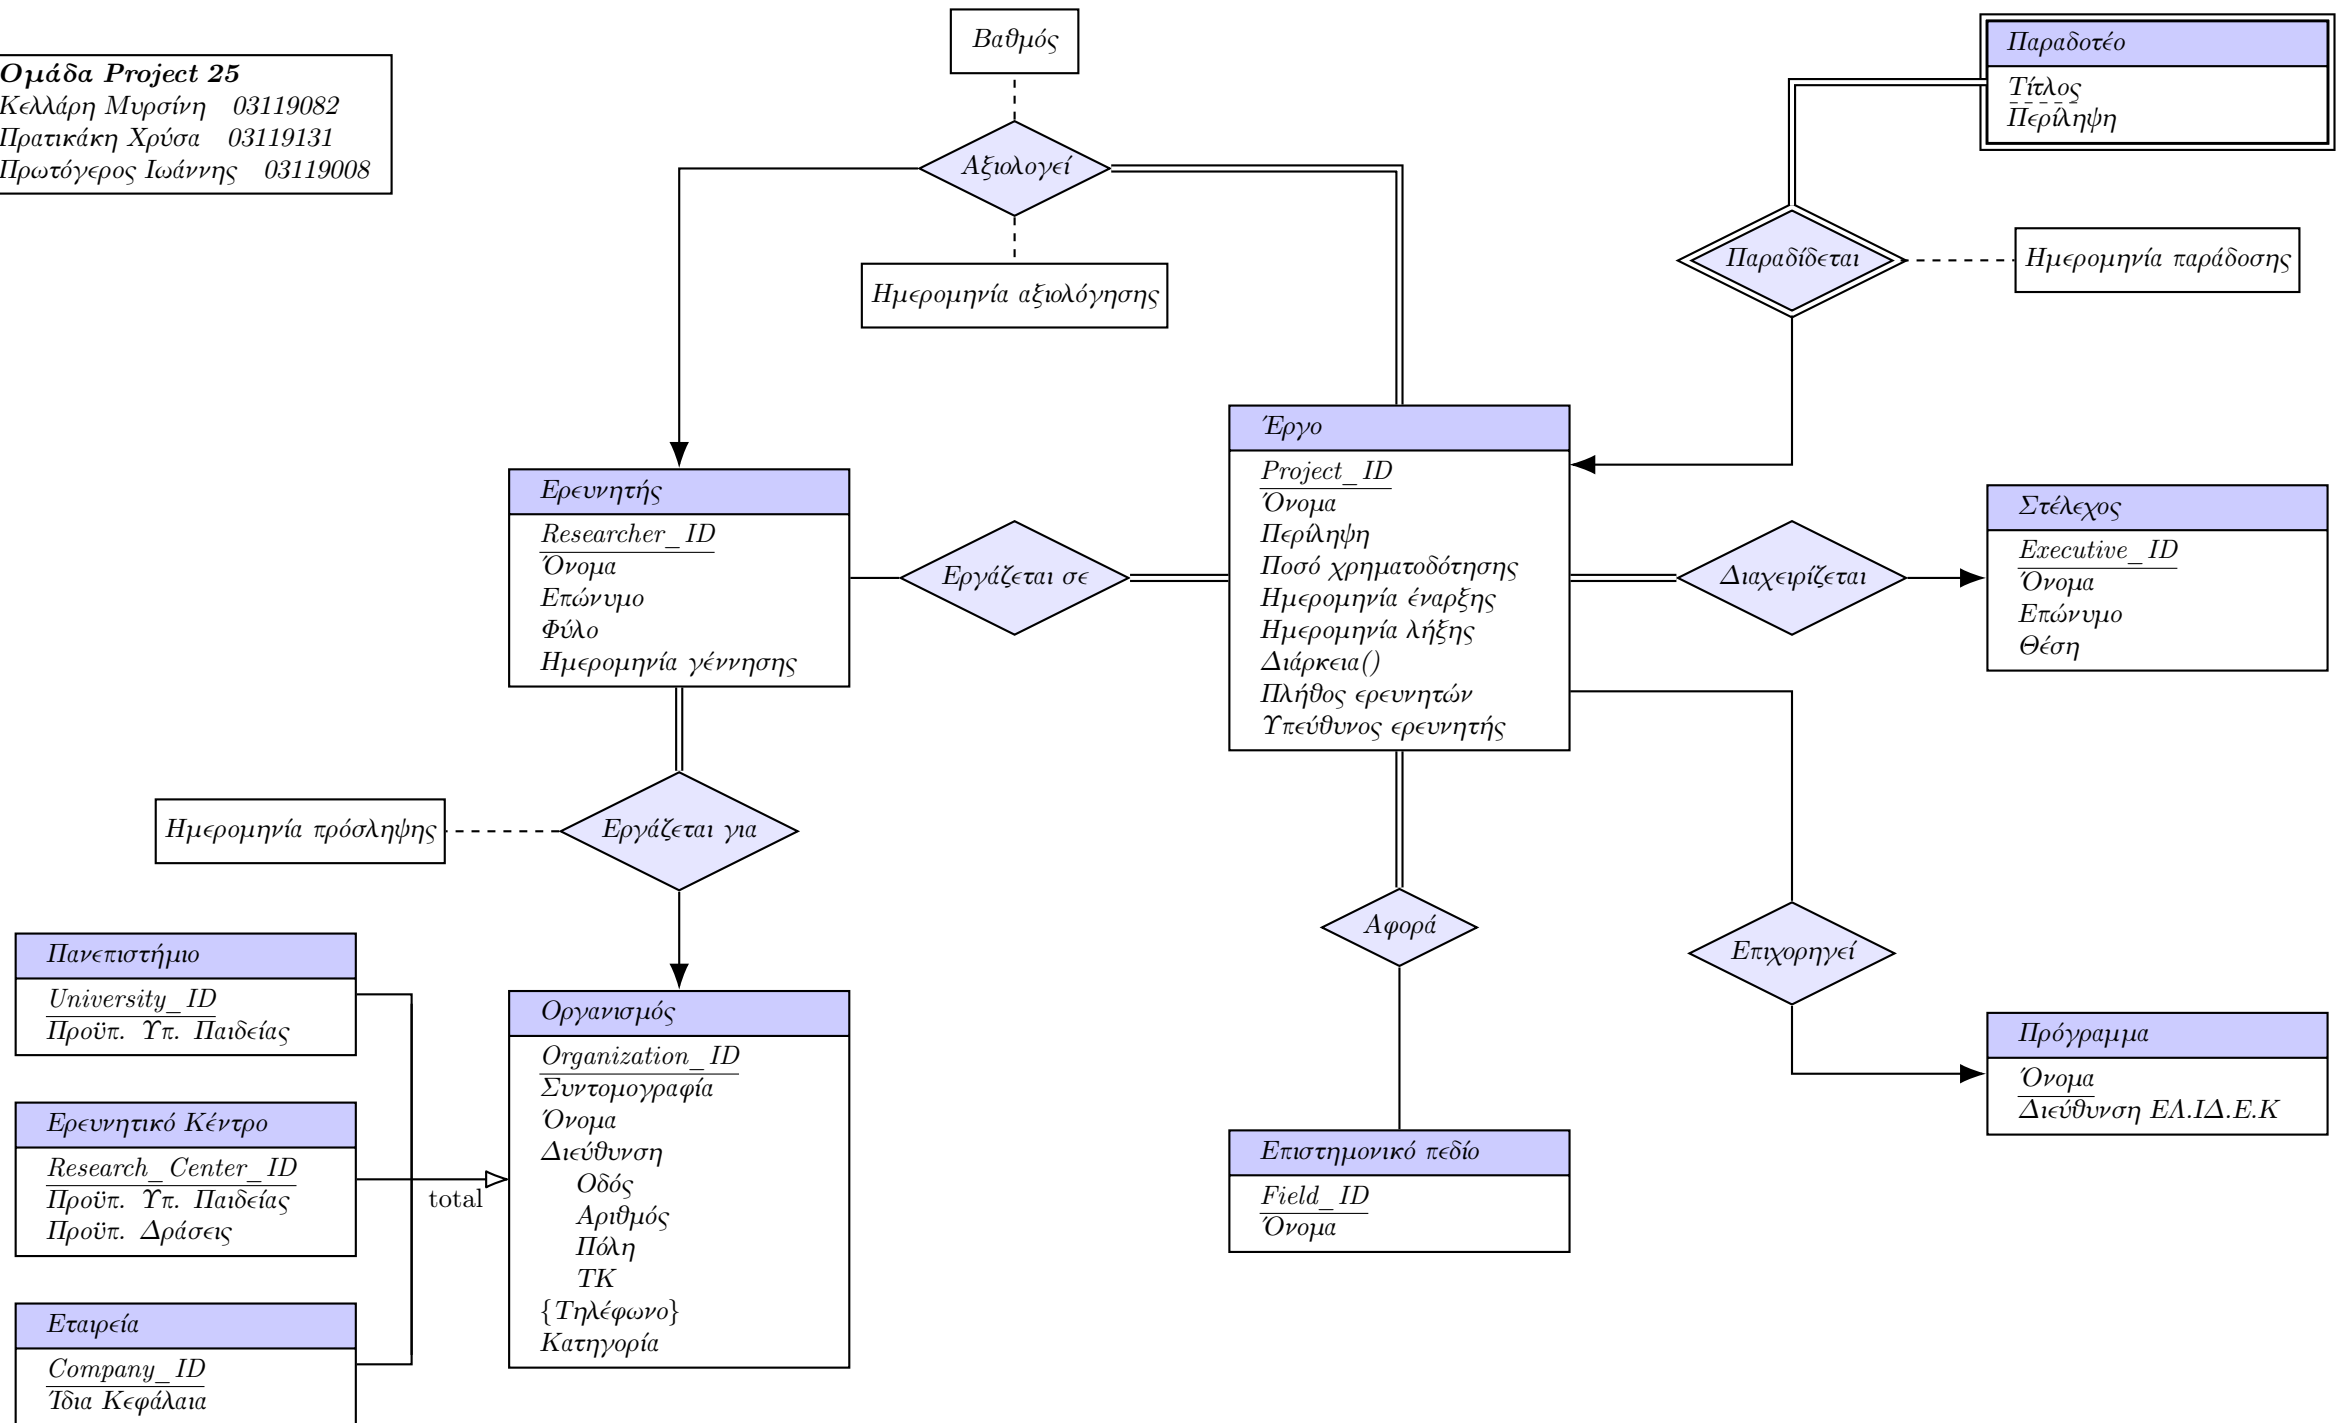 Ομάδα Project 25
Κελλάρη Μυρσίνη 03119082
Πρατικάκη Χρύσα 03119131
Πρωτόγερος Ιωάννης 03119008
Βαθμός
Αξιολογεί
Ημερομηνία αξιολόγησης
Παραδοτέο
Τίτλος
Περίληψη
Παραδίδεται
Ημερομηνία παράδοσης
Έργο
Project_ID
Όνομα
Περίληψη
Ποσό χρηματοδότησης
Ημερομηνία έναρξης
Ημερομηνία λήξης
Διάρκεια()
Πλήθος ερευνητών
Υπεύθυνος ερευνητής
Ερευνητής
Researcher_ID
Όνομα
Επώνυμο
Φύλο
Ημερομηνία γέννησης
Εργάζεται σε
Διαχειρίζεται
Στέλεχος
Executive_ID
Όνομα
Επώνυμο
Θέση
Ημερομηνία πρόσληψης
Εργάζεται για
Αφορά
Επιχορηγεί
Πανεπιστήμιο
University_ID
Προϋπ. Υπ. Παιδείας
Ερευνητικό Κέντρο
Research_Center_ID
Προϋπ. Υπ. Παιδείας
Προϋπ. Δράσεις
Εταιρεία
Company_ID
Ίδια Κεφάλαια
total
Οργανισμός
Organization_ID
Συντομογραφία
Όνομα
Διεύθυνση
Οδός
Αριθμός
Πόλη
ΤΚ
{Τηλέφωνο}
Κατηγορία
Επιστημονικό πεδίο
Field_ID
Όνομα
Πρόγραμμα
Όνομα
Διεύθυνση ΕΛ.ΙΔ.Ε.Κ